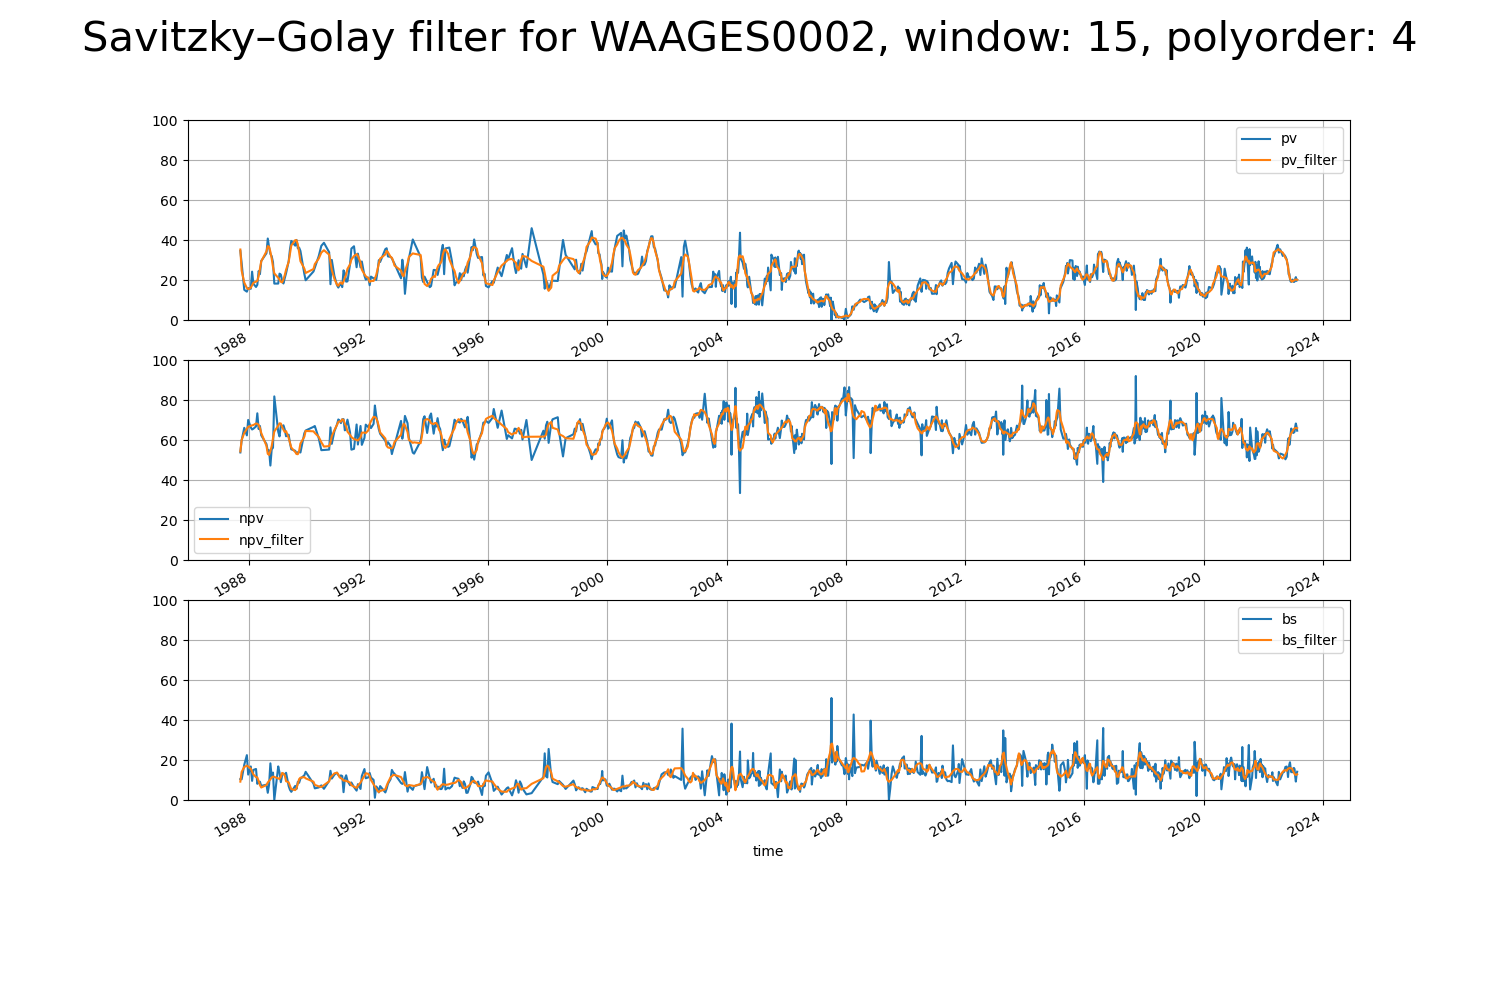 Savitzky–Golay filter for WAAGES0002, window: 15, polyorder: 4
100
80
60
40
20
0
pv
pv_filter
1988 1992 1996 2000 2004 2008 2012 2016 2020 2024
100
80
60
40
20
0
npv
npv_filter
1988 1992 1996 2000 2004 2008 2012 2016 2020 2024
100
80
60
40
20
0
bs
bs_filter
1988 1992 1996 2000 2004 2008 2012 2016 2020 2024
time